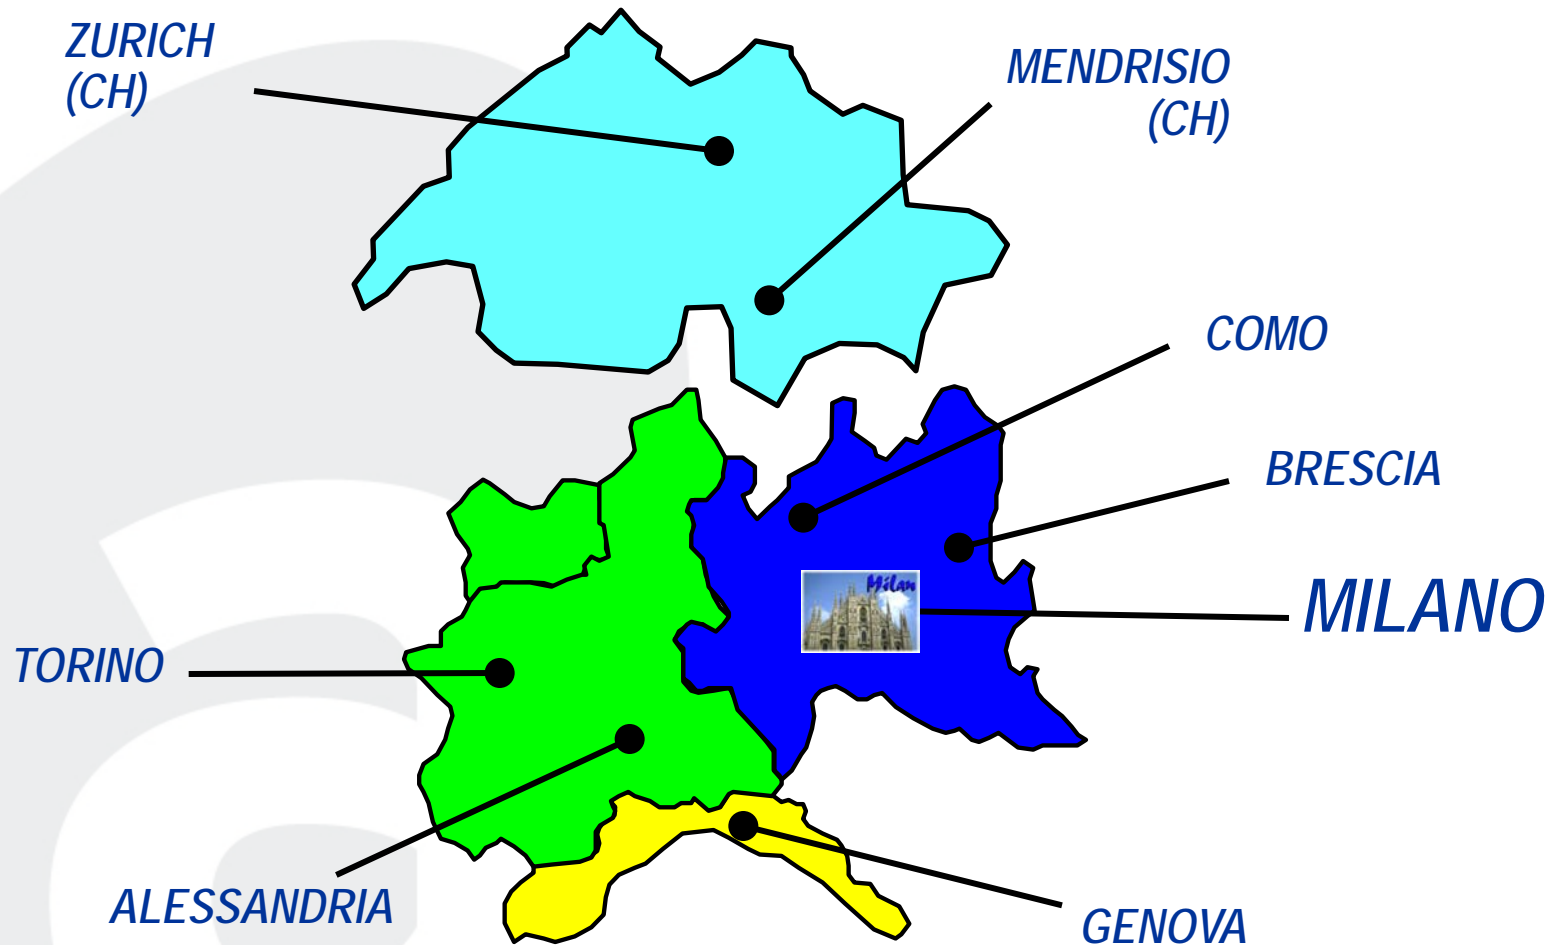 ZURICH
(CH)
MENDRISIO
(CH)
COMO
BRESCIA
Milan
MILANO
TORINO
ALESSANDRIA
GENOVA